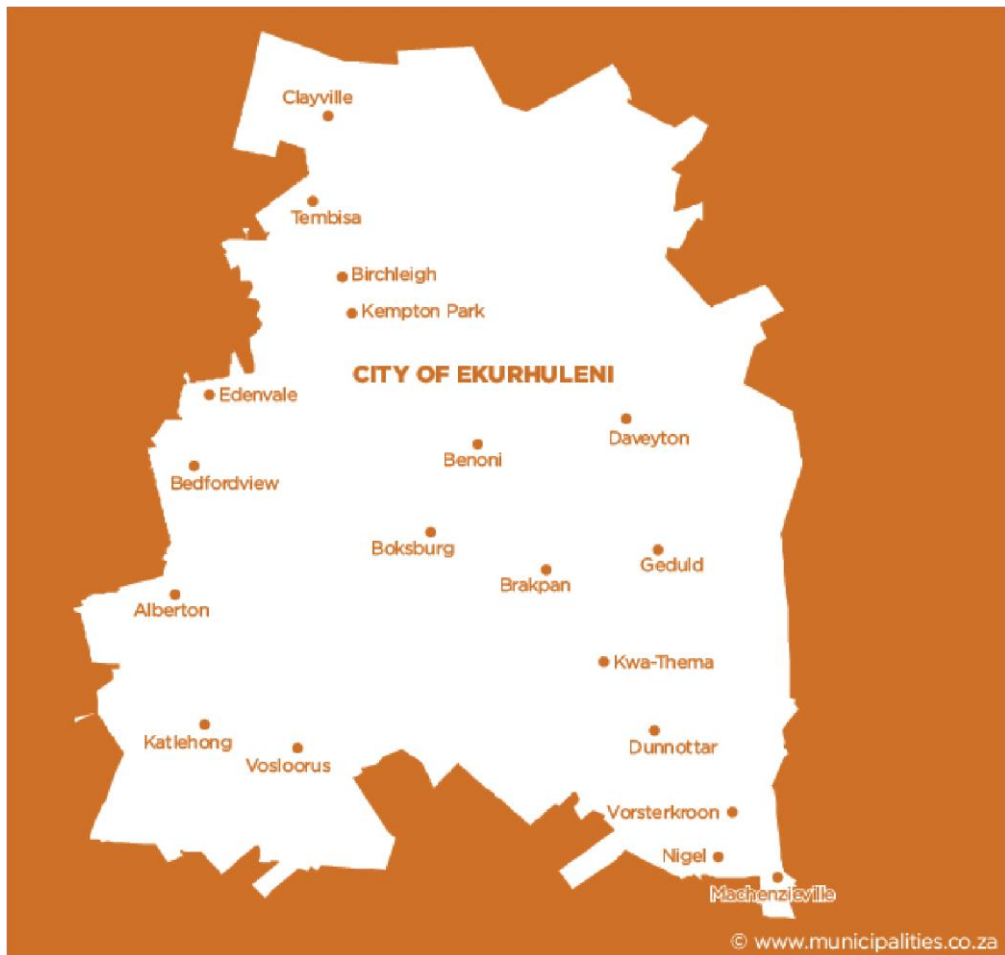 Clayville
Tembisa
Birchleigh
Kempton Park
CITY OF EKURHULENI
Edenvale
Daveyton
Benoni
Bedfordview
Boksburg
Geduld
Brakpan
Alberton
Kwa-Thema
Katlehong
Dunnottar
Vosloorus
Vorsterkroon
Nigel
Machenzieville
© www.municipalities.co.za